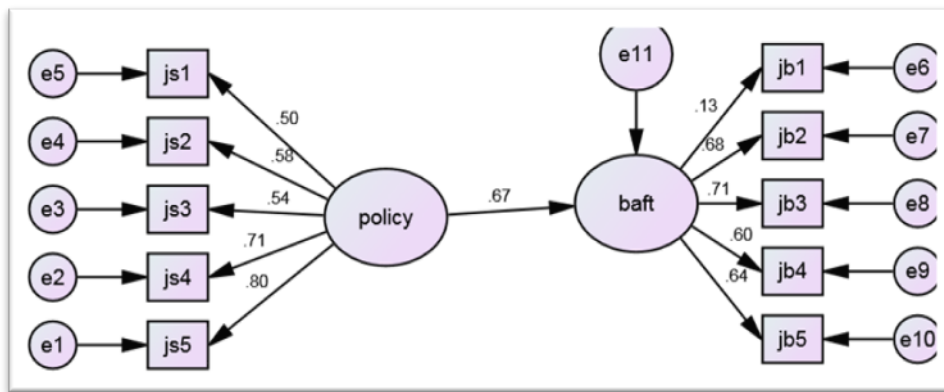 e5
js1
.50
e4
js2
.58
e3
js3
.54
e2
js4
.71
e1
js5
.80
policy
.67
e11
baft
.13
jb1
e6
.68
jb2
e7
.71
jb3
e8
.60
jb4
e9
.64
jb5
e10